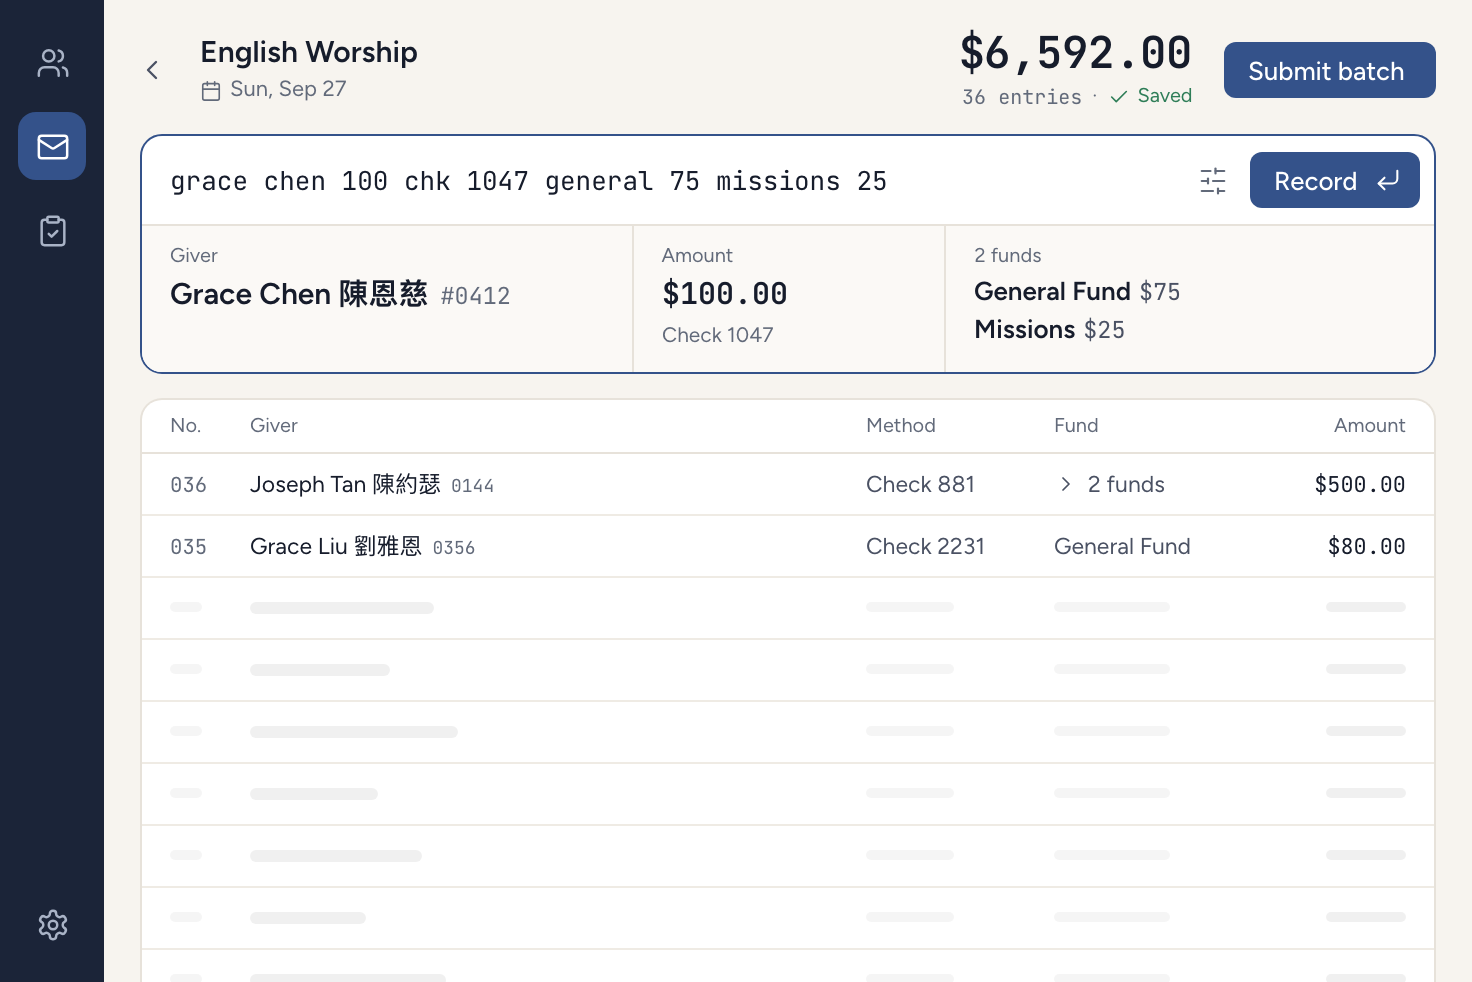 English Worship
Sun, Sep 27
$6,592.00
36 entries · Saved
Submit batch
grace chen 100 chk 1047 general 75 missions 25
Record
Giver
Grace Chen 陳恩慈 #0412
Amount
$100.00
Check 1047
2 funds
General Fund $75
Missions $25
No. Giver Method Fund Amount
036 Joseph Tan 陳約瑟 0144 Check 881 2 funds $500.00
035 Grace Liu 劉雅恩 0356 Check 2231 General Fund $80.00